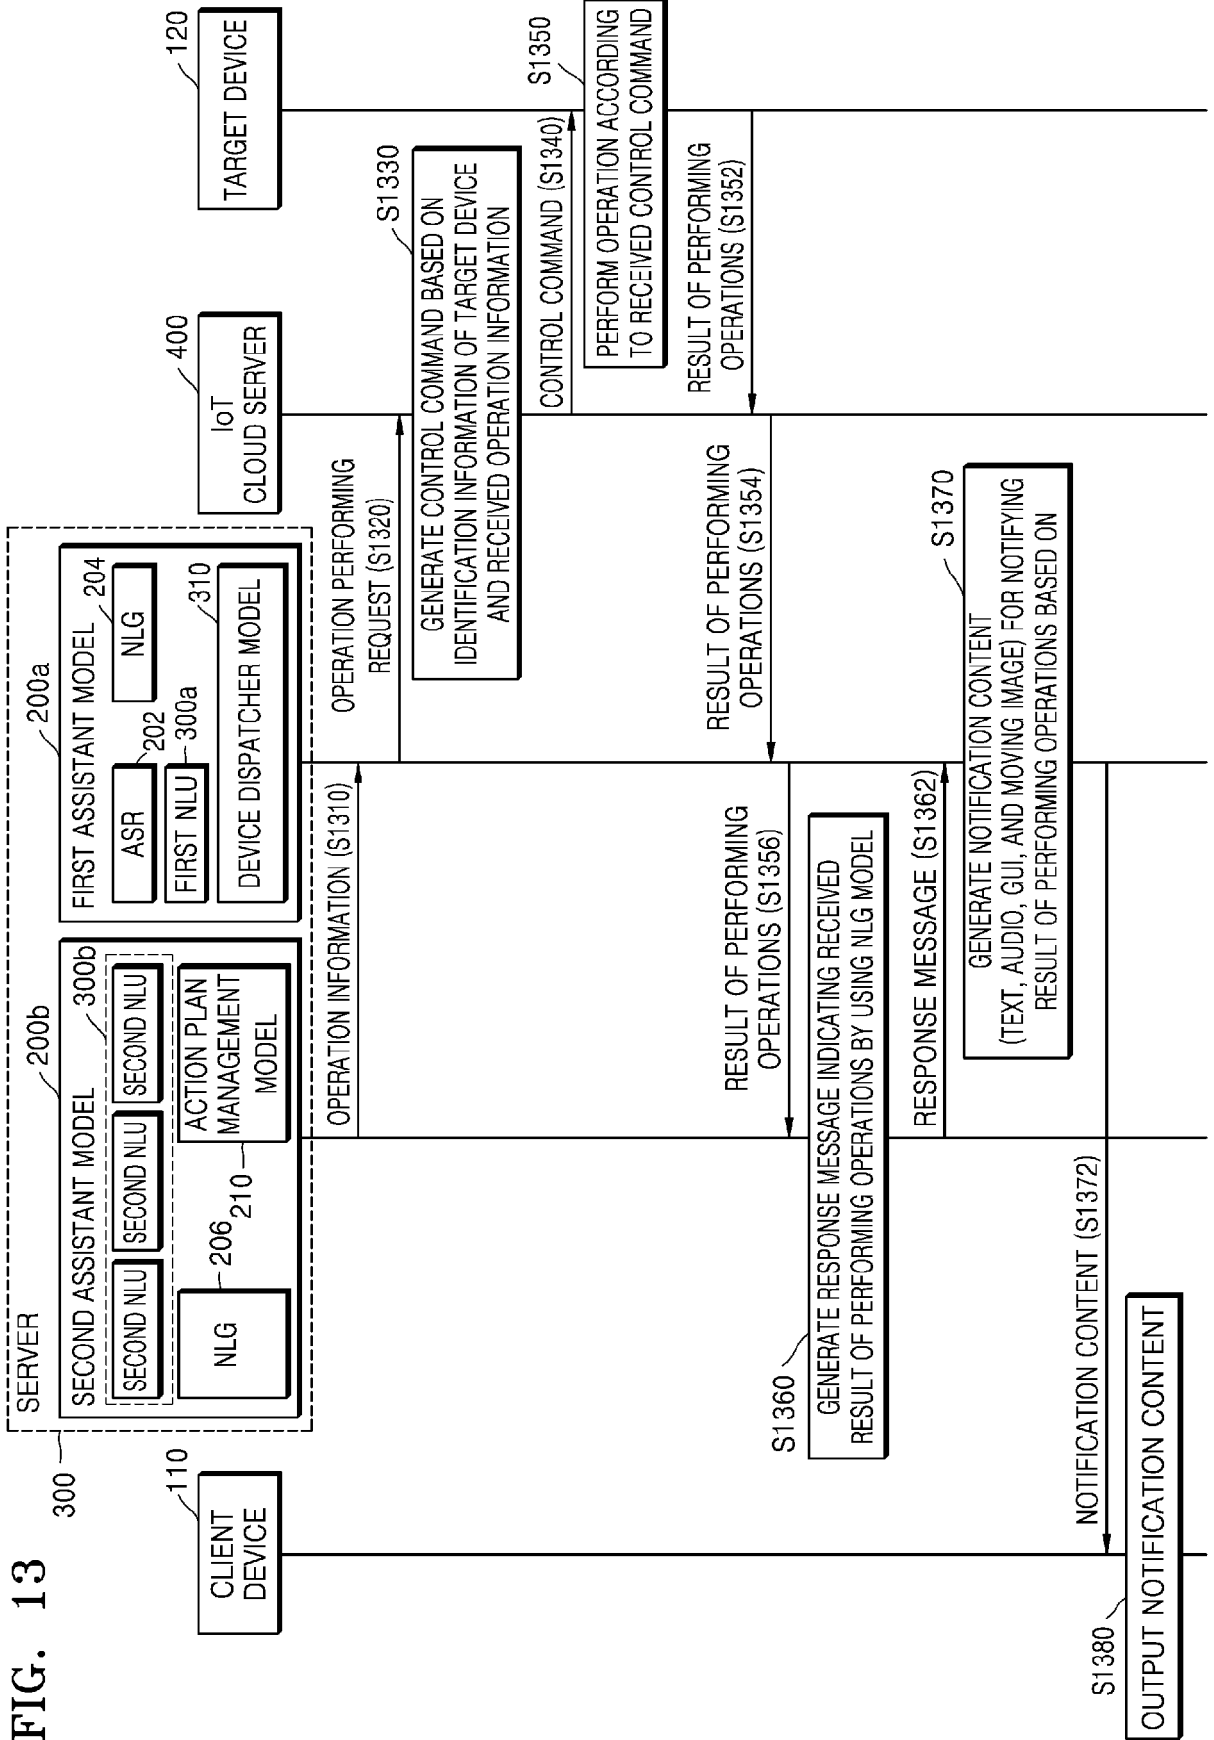 FIG. 13
300
SERVER
200b
SECOND ASSISTANT MODEL
300b
SECOND NLU
SECOND NLU
SECOND NLU
NLG
206
ACTION PLAN
MANAGEMENT
MODEL
210
200a
FIRST ASSISTANT MODEL
ASR
202
NLG
204
FIRST NLU
300a
DEVICE DISPATCHER MODEL
310
110
CLIENT
DEVICE
400
IoT
CLOUD SERVER
120
TARGET DEVICE
OPERATION INFORMATION (S1310)
OPERATION PERFORMING
REQUEST (S1320)
S1330
GENERATE CONTROL COMMAND BASED ON
IDENTIFICATION INFORMATION OF TARGET DEVICE
AND RECEIVED OPERATION INFORMATION
CONTROL COMMAND (S1340)
S1350
PERFORM OPERATION ACCORDING
TO RECEIVED CONTROL COMMAND
RESULT OF PERFORMING
OPERATIONS (S1352)
RESULT OF PERFORMING
OPERATIONS (S1354)
RESULT OF PERFORMING
OPERATIONS (S1356)
S1360
GENERATE RESPONSE MESSAGE INDICATING RECEIVED
RESULT OF PERFORMING OPERATIONS BY USING NLG MODEL
RESPONSE MESSAGE (S1362)
S1370
GENERATE NOTIFICATION CONTENT
(TEXT, AUDIO, GUI, AND MOVING IMAGE) FOR NOTIFYING
RESULT OF PERFORMING OPERATIONS BASED ON
NOTIFICATION CONTENT (S1372)
S1380
OUTPUT NOTIFICATION CONTENT